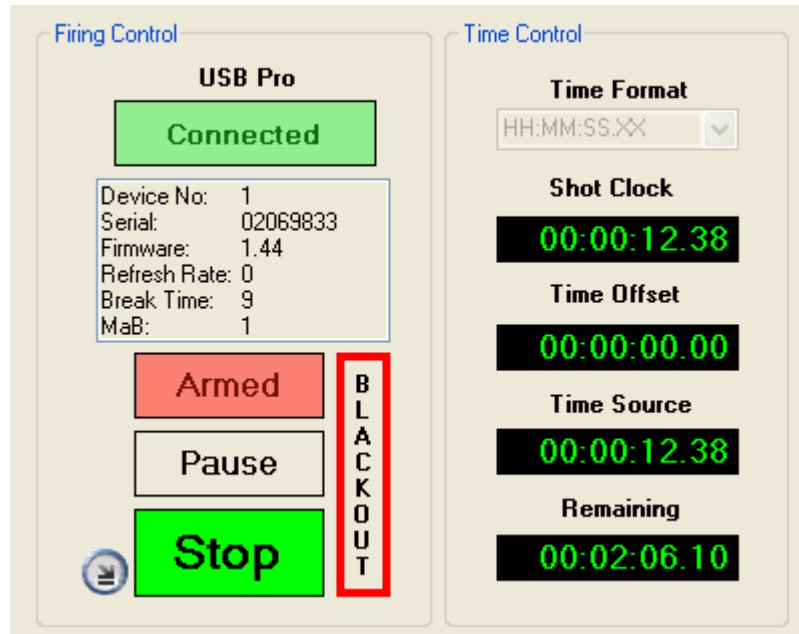 Firing Control
USB Pro
Connected
Device No: 1
Serial: 02069833
Firmware: 1.44
Refresh Rate: 0
Break Time: 9
MaB: 1
Armed
Pause
Stop
BLACKOUT
Time Control
Time Format
HH:MM:SS.XX
Shot Clock
00:00:12.38
Time Offset
00:00:00.00
Time Source
00:00:12.38
Remaining
00:02:06.10